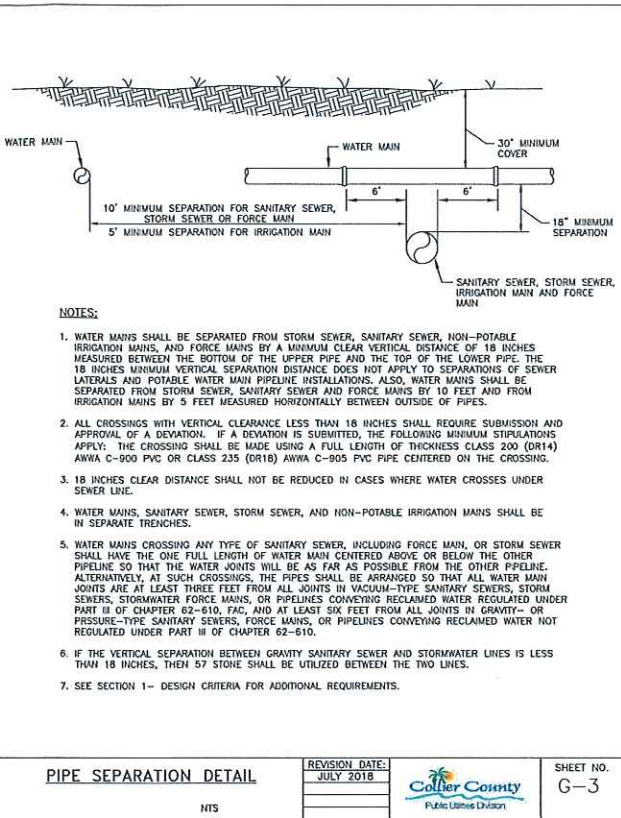 WATER MAIN
WATER MAIN
30" MINIMUM
COVER
6'
6'
10' MINIMUM SEPARATION FOR SANITARY SEWER,
STORM SEWER OR FORCE MAIN
5' MINIMUM SEPARATION FOR IRRIGATION MAIN
18" MINIMUM
SEPARATION
SANITARY SEWER, STORM SEWER,
IRRIGATION MAIN AND FORCE
MAIN
NOTES:
1. WATER MAINS SHALL BE SEPARATED FROM STORM SEWER, SANITARY SEWER, NON-POTABLE
IRRIGATION MAINS, AND FORCE MAINS BY A MINIMUM CLEAR VERTICAL DISTANCE OF 18 INCHES
MEASURED BETWEEN THE BOTTOM OF THE UPPER PIPE AND THE TOP OF THE LOWER PIPE. THE
18 INCHES MINIMUM VERTICAL SEPARATION DISTANCE DOES NOT APPLY TO SEPARATIONS OF SEWER
LATERALS AND POTABLE WATER MAIN PIPELINE INSTALLATIONS. ALSO, WATER MAINS SHALL BE
SEPARATED FROM STORM SEWER, SANITARY SEWER AND FORCE MAINS BY 10 FEET AND FROM
IRRIGATION MAINS BY 5 FEET MEASURED HORIZONTALLY BETWEEN OUTSIDE OF PIPES.
2. ALL CROSSINGS WITH VERTICAL CLEARANCE LESS THAN 18 INCHES SHALL REQUIRE SUBMISSION AND
APPROVAL OF A DEVIATION. IF A DEVIATION IS SUBMITTED, THE FOLLOWING MINIMUM STIPULATIONS
APPLY: THE CROSSING SHALL BE MADE USING A FULL LENGTH OF THICKNESS CLASS 200 (DR14)
AWWA C-900 PVC OR CLASS 235 (DR18) AWWA C-905 PVC PIPE CENTERED ON THE CROSSING.
3. 18 INCHES CLEAR DISTANCE SHALL NOT BE REDUCED IN CASES WHERE WATER CROSSES UNDER
SEWER LINE.
4. WATER MAINS, SANITARY SEWER, STORM SEWER, AND NON-POTABLE IRRIGATION MAINS SHALL BE
IN SEPARATE TRENCHES.
5. WATER MAINS CROSSING ANY TYPE OF SANITARY SEWER, INCLUDING FORCE MAIN, OR STORM SEWER
SHALL HAVE THE ONE FULL LENGTH OF WATER MAIN CENTERED ABOVE OR BELOW THE OTHER
PIPELINE SO THAT THE WATER JOINTS WILL BE AS FAR AS POSSIBLE FROM THE OTHER PIPELINE.
ALTERNATIVELY, AT SUCH CROSSINGS, THE PIPES SHALL BE ARRANGED SO THAT ALL WATER MAIN
JOINTS ARE AT LEAST THREE FEET FROM ALL JOINTS IN VACUUM-TYPE SANITARY SEWERS, STORM
SEWERS, STORMWATER FORCE MAINS, OR PIPELINES CONVEYING RECLAIMED WATER REGULATED UNDER
PART III OF CHAPTER 62-610, FAC, AND AT LEAST SIX FEET FROM ALL JOINTS IN GRAVITY- OR
PRSSURE-TYPE SANITARY SEWERS, FORCE MAINS, OR PIPELINES CONVEYING RECLAIMED WATER NOT
REGULATED UNDER PART III OF CHAPTER 62-610.
6. IF THE VERTICAL SEPARATION BETWEEN GRAVITY SANITARY SEWER AND STORMWATER LINES IS LESS
THAN 18 INCHES, THEN 57 STONE SHALL BE UTILIZED BETWEEN THE TWO LINES.
7. SEE SECTION 1- DESIGN CRITERIA FOR ADDITIONAL REQUIREMENTS.
PIPE SEPARATION DETAIL
NTS
REVISION DATE:
JULY 2018
Collier County
Public Utilities Division
SHEET NO.
G-3